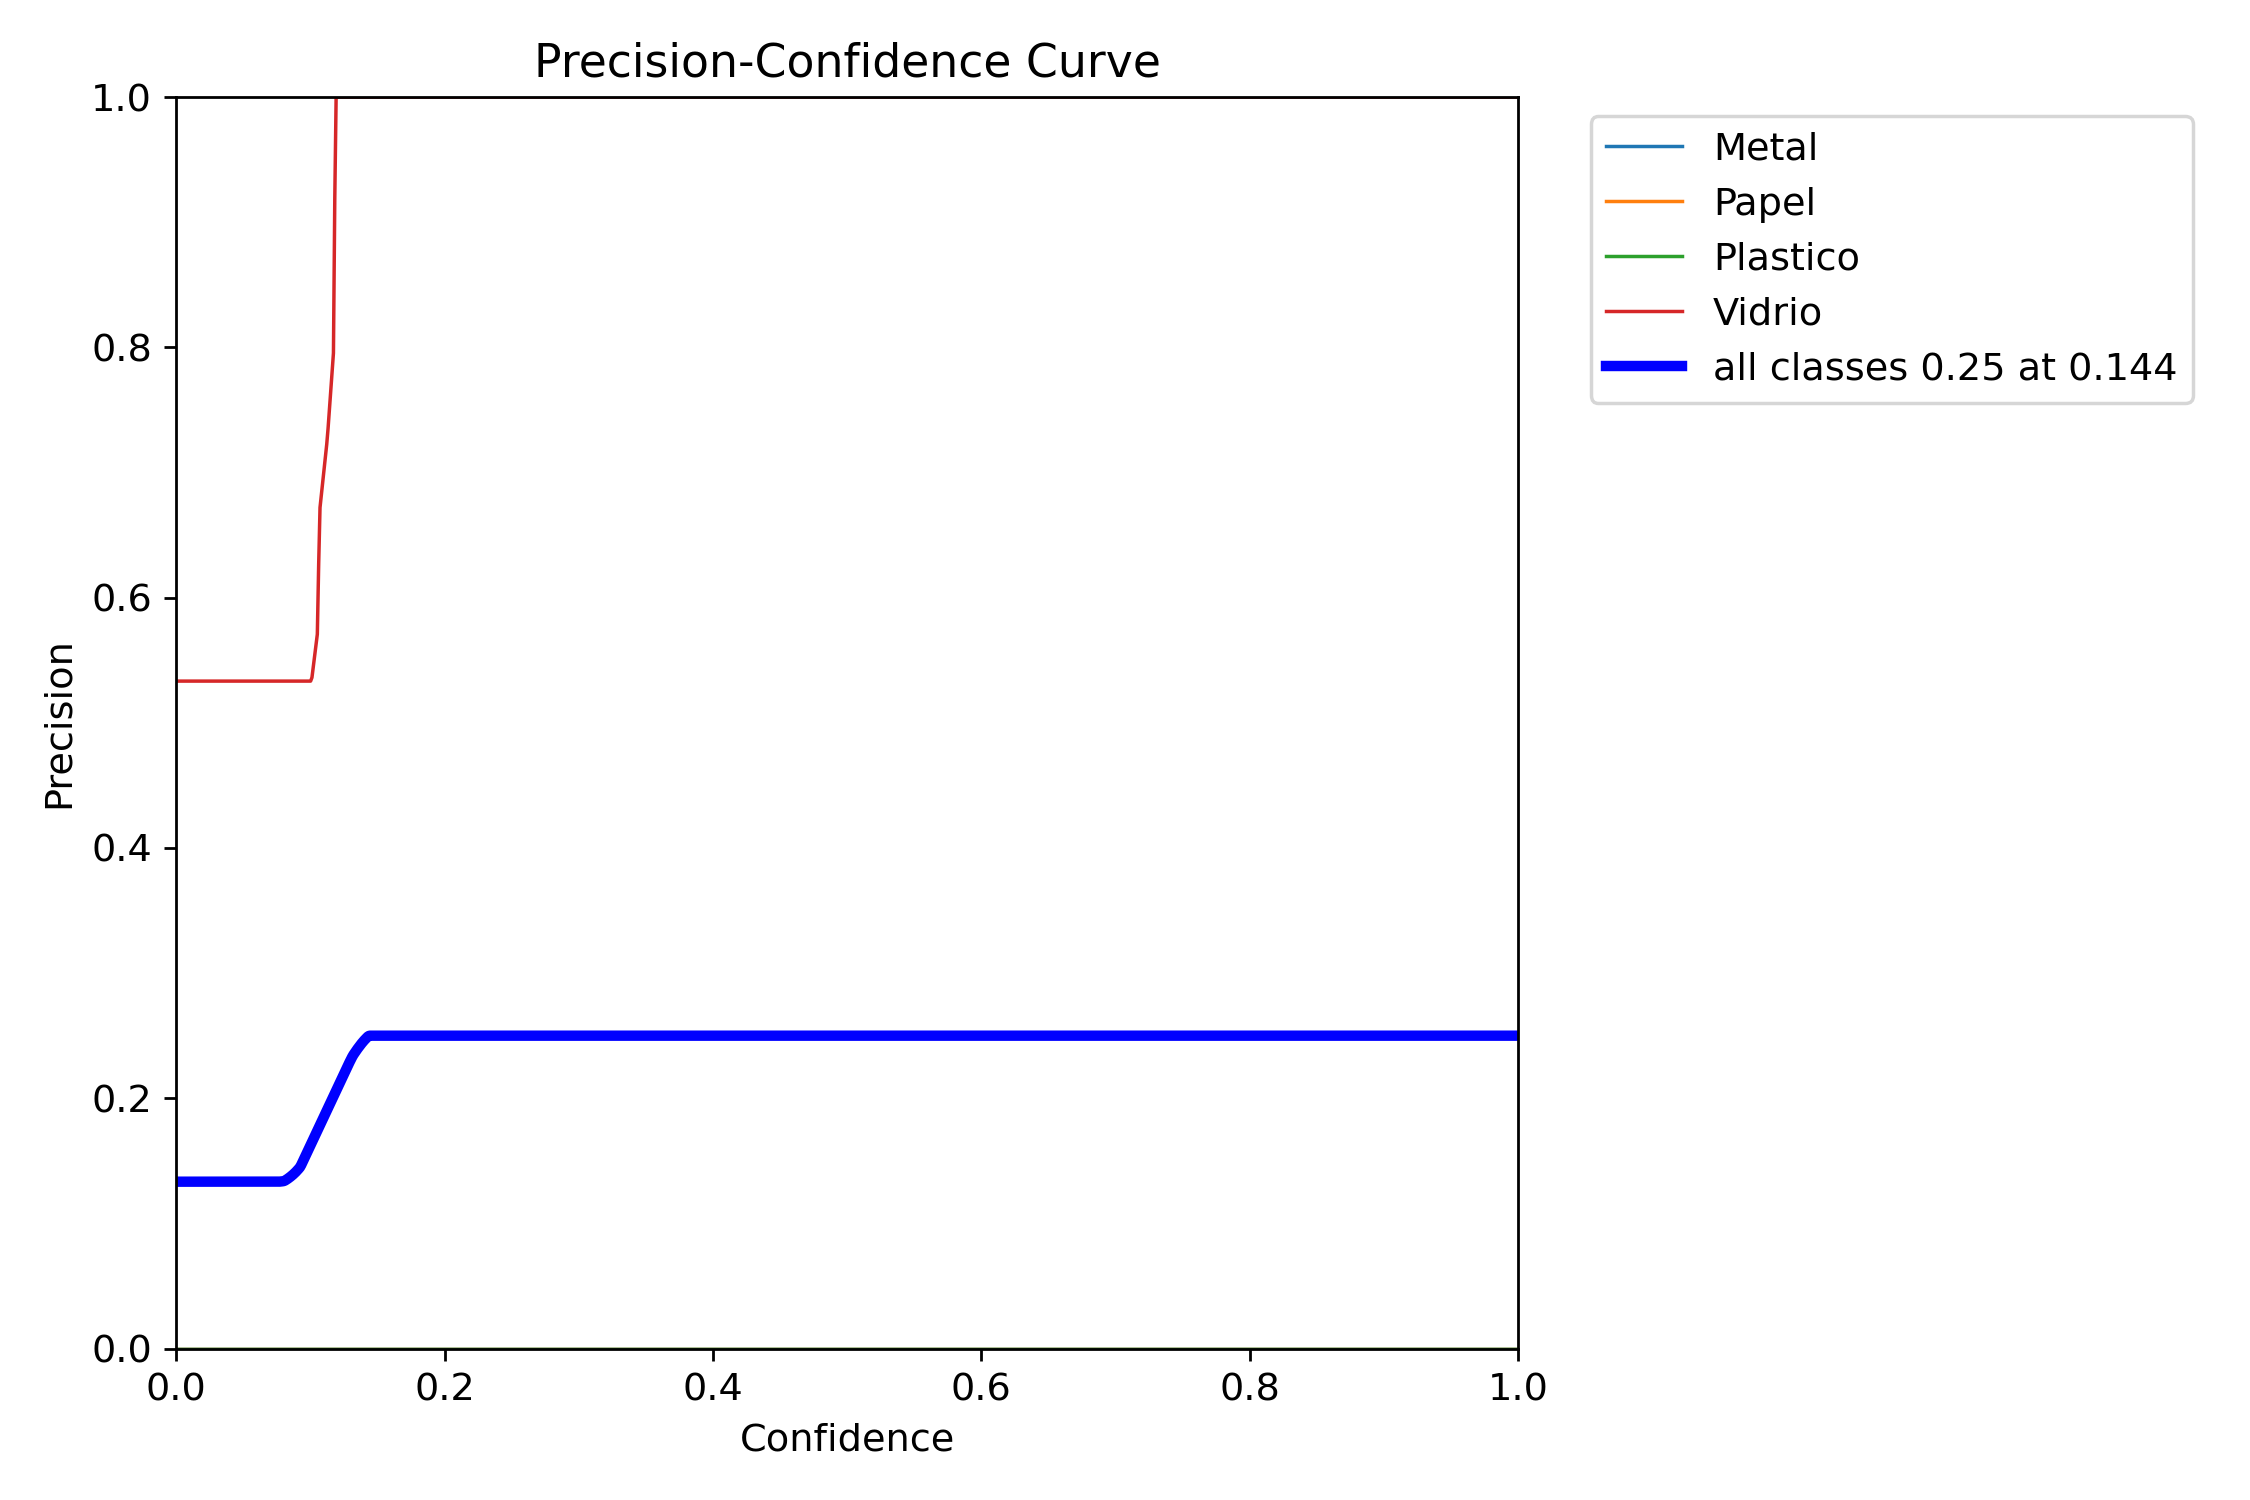 Precision-Confidence Curve
1.0
0.8
0.6
0.4
0.2
0.0
Precision
0.0 0.2 0.4 0.6 0.8 1.0
Confidence
Metal
Papel
Plastico
Vidrio
all classes 0.25 at 0.144